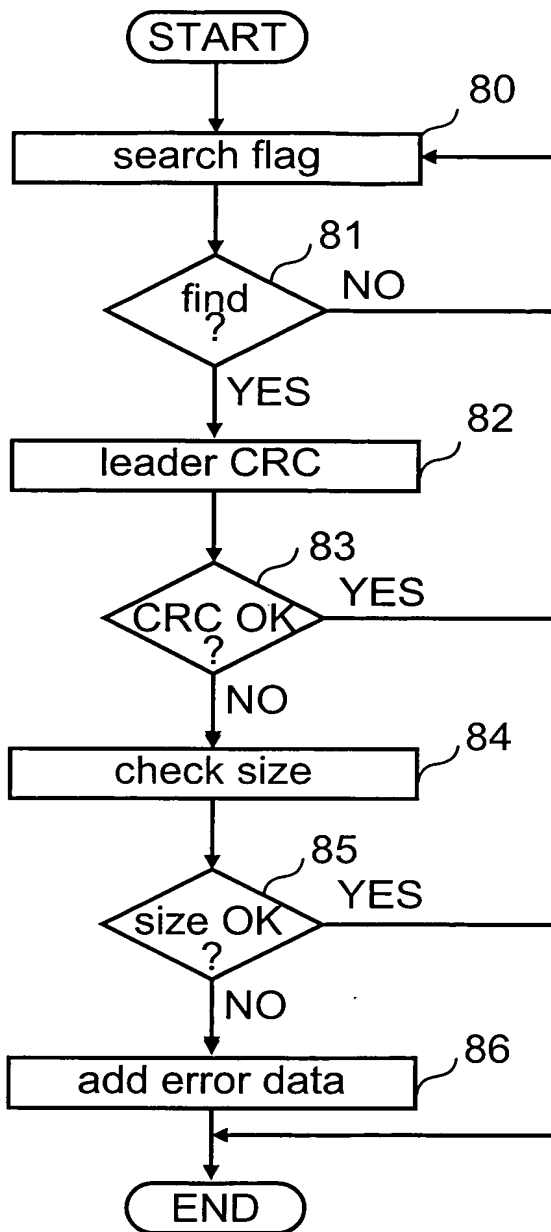 START
80
search flag
81
find
?
NO
YES
82
leader CRC
83
CRC OK
?
YES
NO
84
check size
85
size OK
?
YES
NO
86
add error data
END